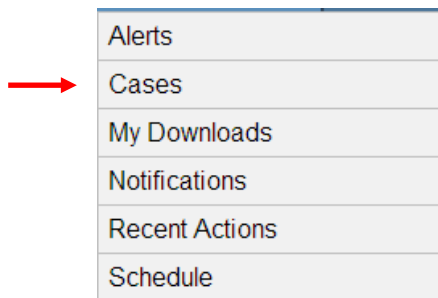 Alerts
Cases
My Downloads
Notifications
Recent Actions
Schedule